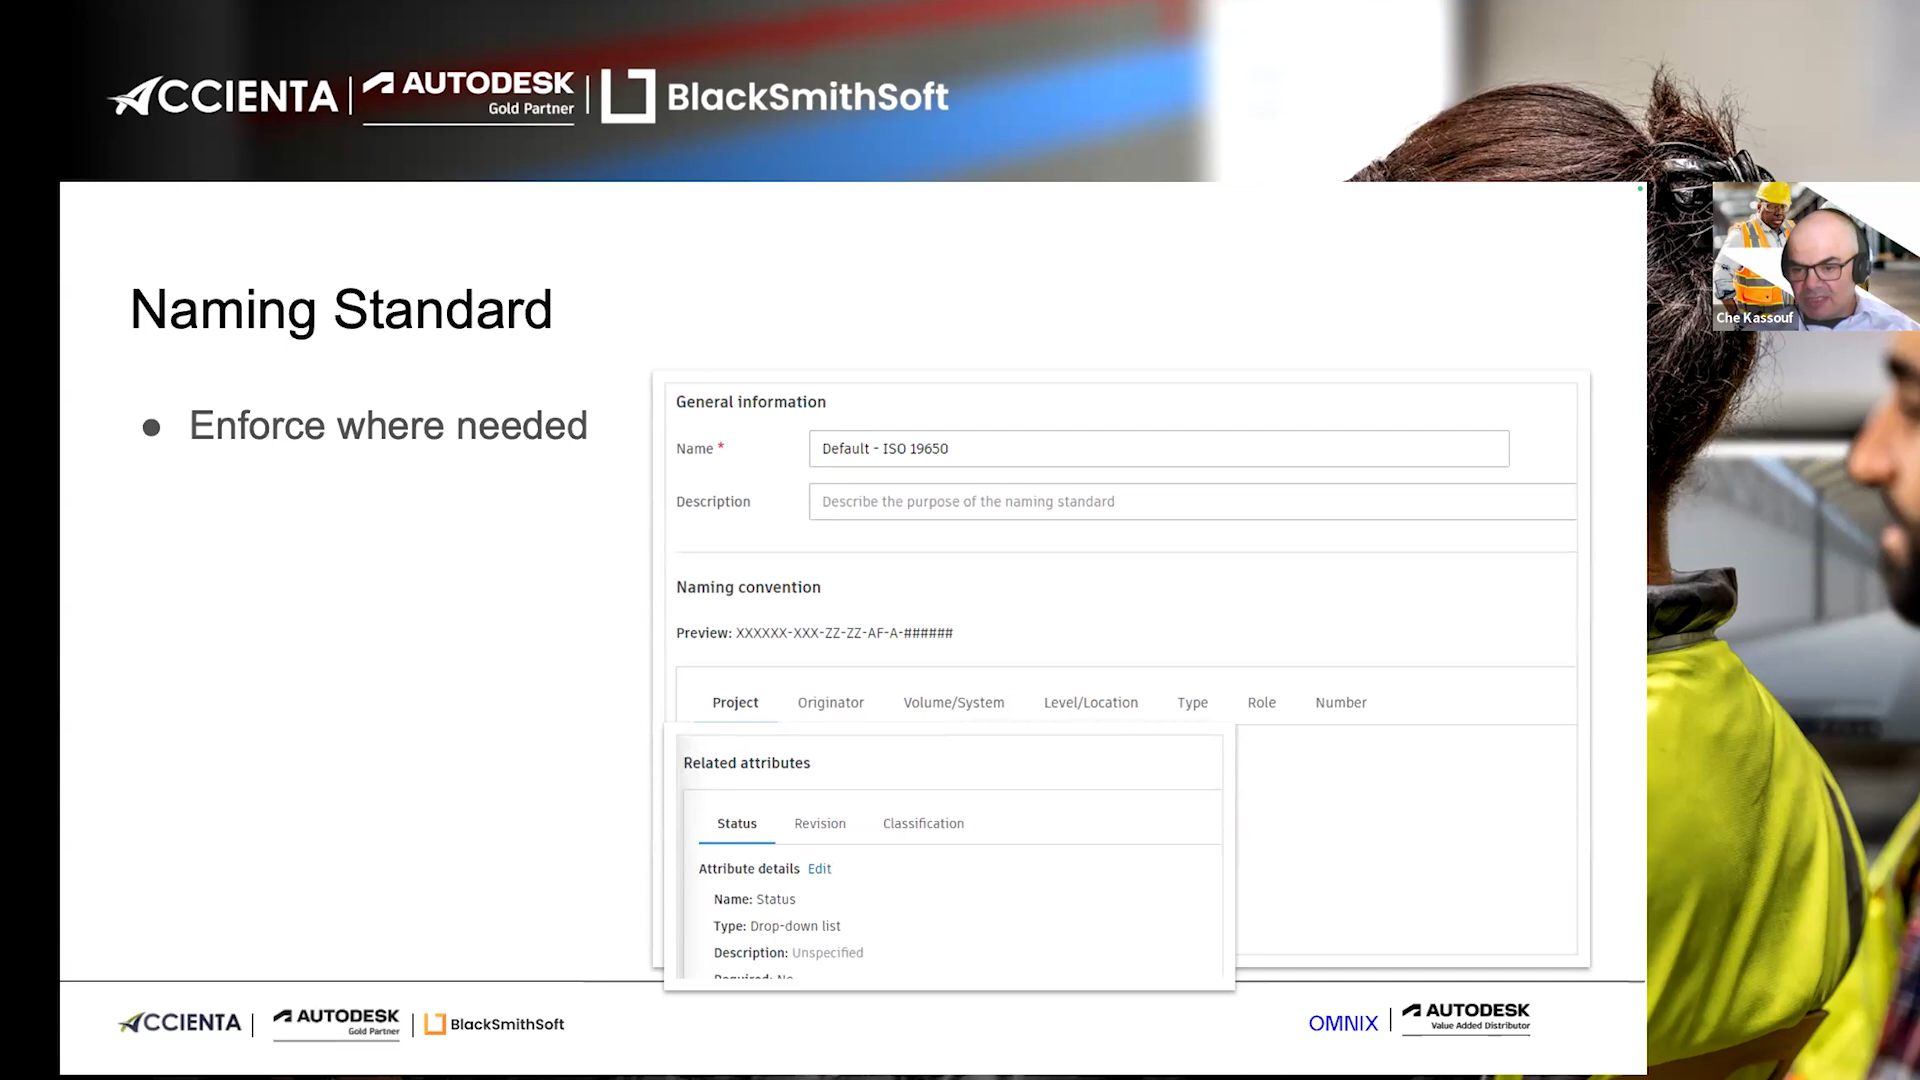 ACCIENTA
AUTODESK
Gold Partner
BlackSmithSoft
Che Kassouf
Naming Standard
● Enforce where needed
General information
Name *
Default - ISO 19650
Description
Describe the purpose of the naming standard
Naming convention
Preview: XXXXXX-XXX-ZZ-ZZ-AF-A-######
Project Originator Volume/System Level/Location Type Role Number
Related attributes
Status Revision Classification
Attribute details Edit
Name: Status
Type: Drop-down list
Description: Unspecified
Required: No
ACCIENTA
AUTODESK
Gold Partner
BlackSmithSoft
OMNIX
AUTODESK
Value Added Distributor